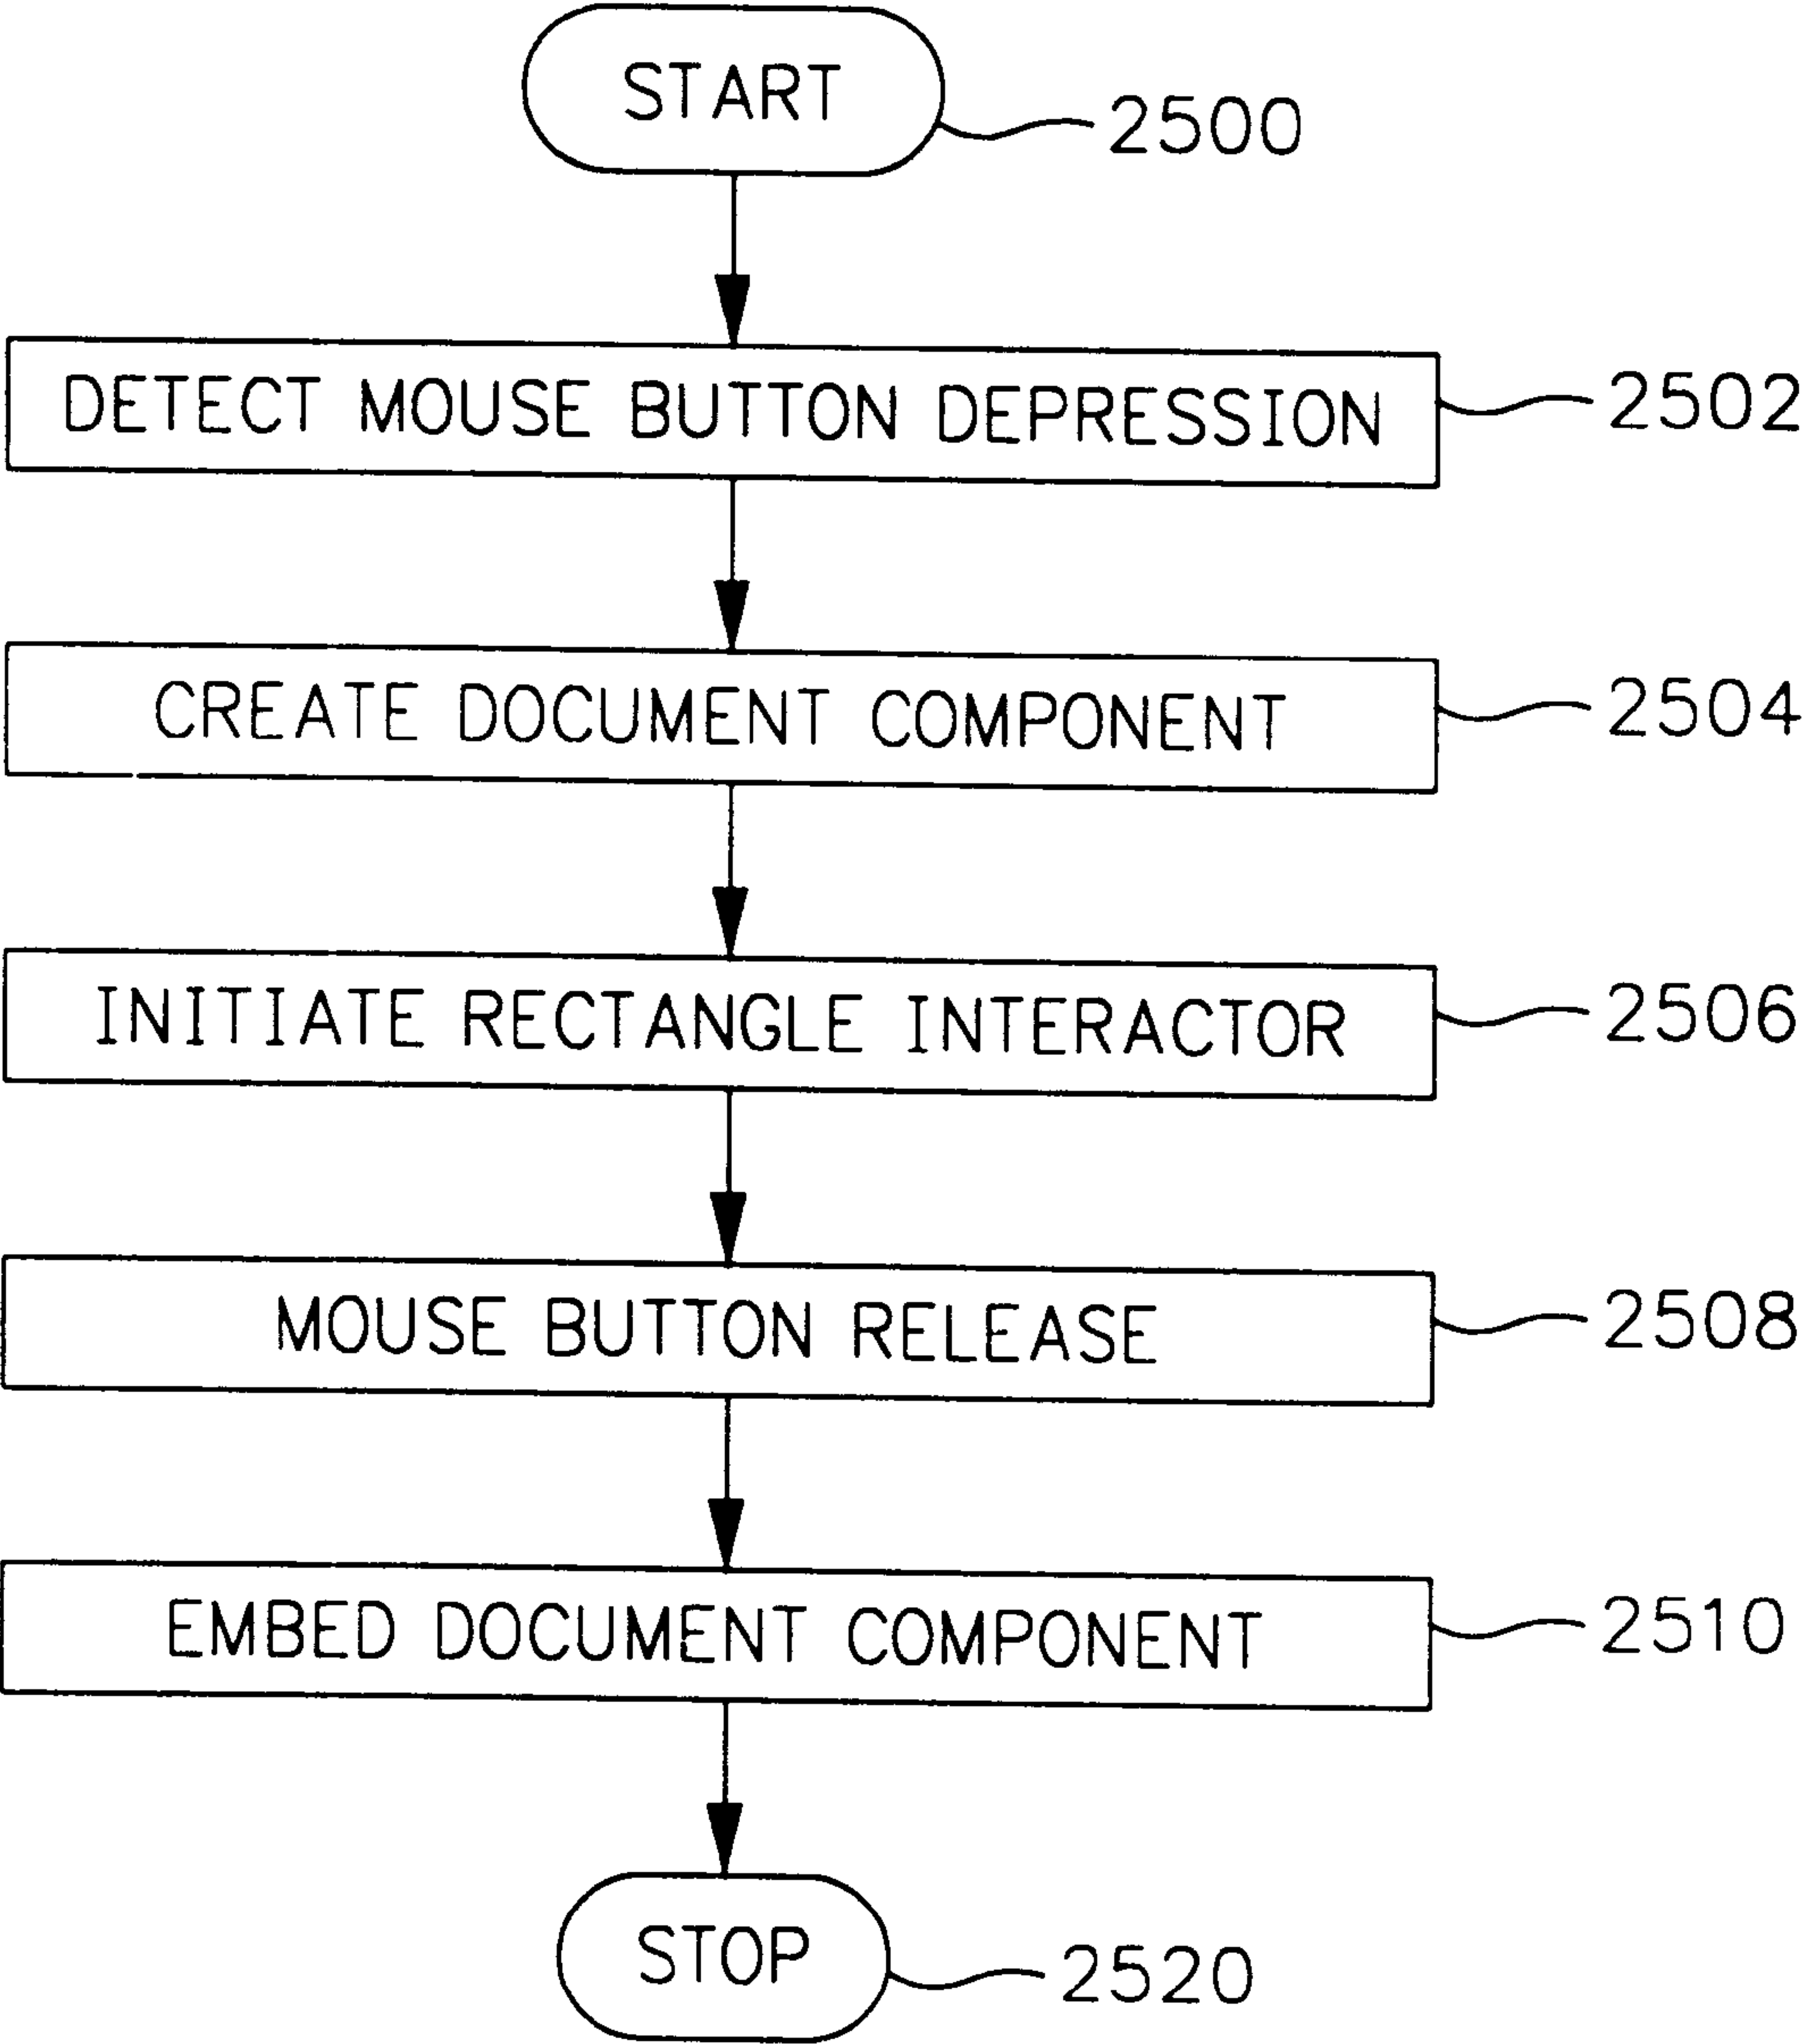 START
2500
DETECT MOUSE BUTTON DEPRESSION
2502
CREATE DOCUMENT COMPONENT
2504
INITIATE RECTANGLE INTERACTOR
2506
MOUSE BUTTON RELEASE
2508
EMBED DOCUMENT COMPONENT
2510
STOP
2520